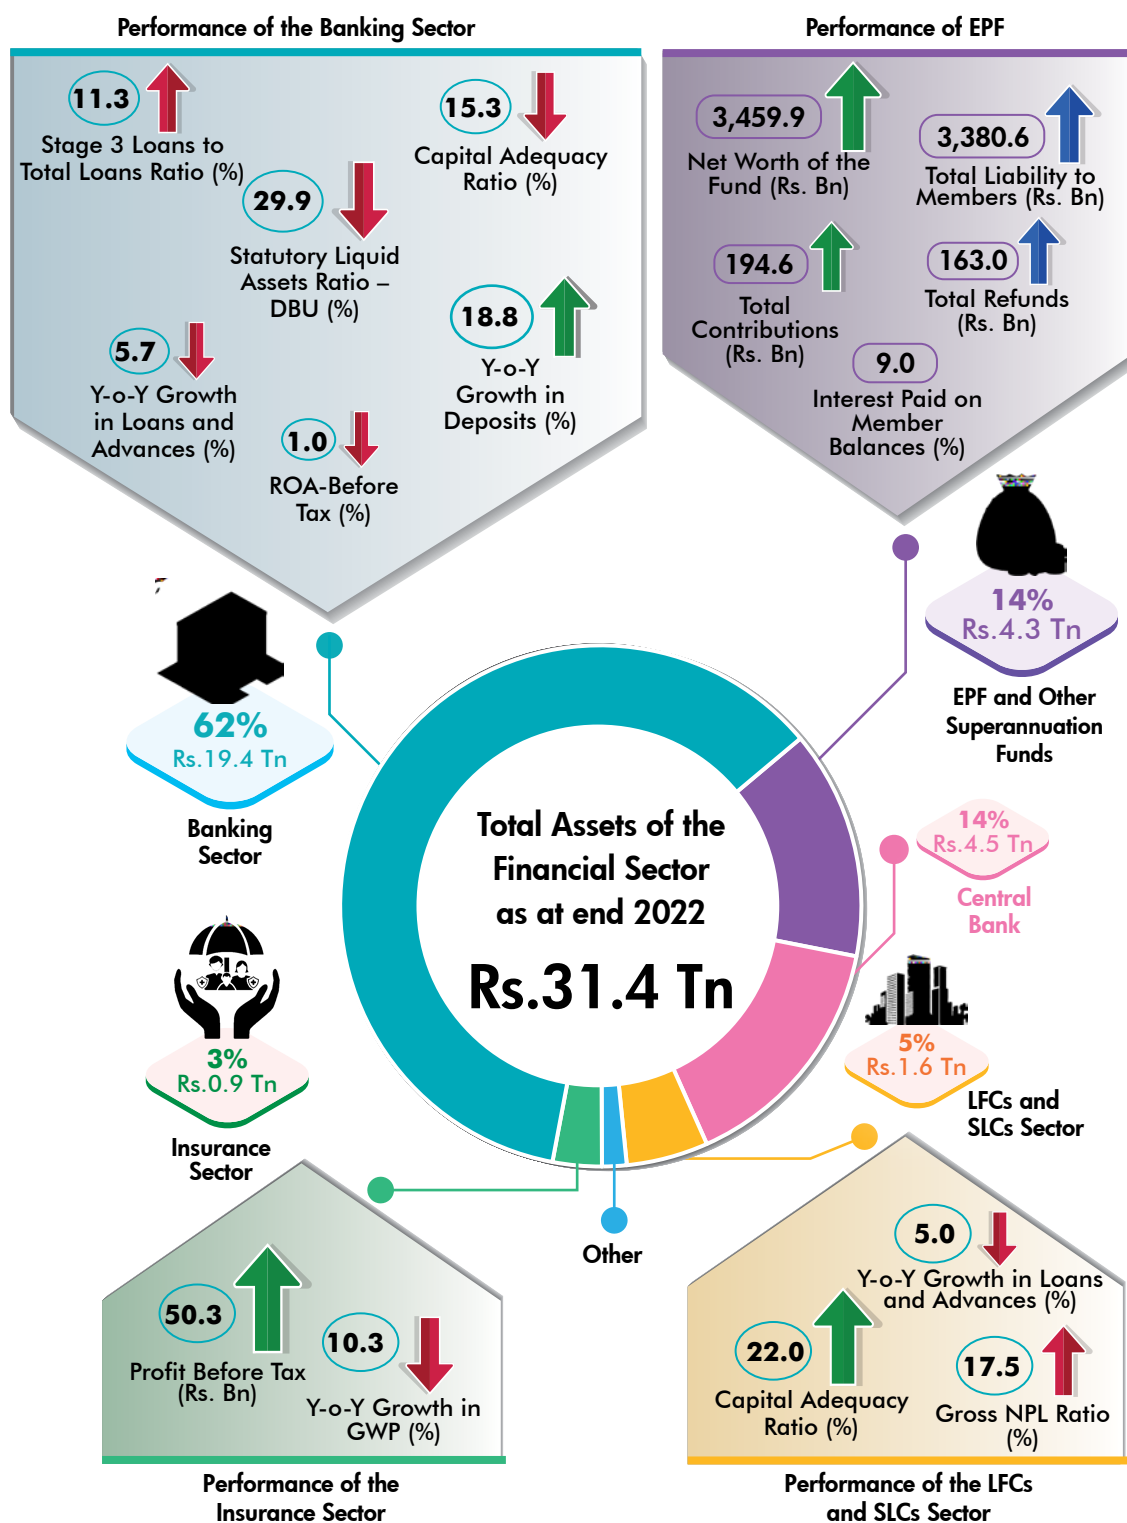 Performance of the Banking Sector
11.3
Stage 3 Loans to
Total Loans Ratio (%)
15.3
Capital Adequacy
Ratio (%)
29.9
Statutory Liquid
Assets Ratio –
DBU (%)
18.8
Y-o-Y
Growth in
Deposits (%)
5.7
Y-o-Y Growth
in Loans and
Advances (%)
1.0
ROA-Before
Tax (%)
Performance of EPF
3,459.9
Net Worth of the
Fund (Rs. Bn)
3,380.6
Total Liability to
Members (Rs. Bn)
194.6
Total
Contributions
(Rs. Bn)
163.0
Total Refunds
(Rs. Bn)
9.0
Interest Paid on
Member
Balances (%)
62%
Rs.19.4 Tn
Banking
Sector
14%
Rs.4.3 Tn
EPF and Other
Superannuation
Funds
Total Assets of the
Financial Sector
as at end 2022
Rs.31.4 Tn
14%
Rs.4.5 Tn
Central
Bank
3%
Rs.0.9 Tn
Insurance
Sector
5%
Rs.1.6 Tn
LFCs and
SLCs Sector
Other
50.3
Profit Before Tax
(Rs. Bn)
10.3
Y-o-Y Growth in
GWP (%)
Performance of the
Insurance Sector
5.0
Y-o-Y Growth in Loans
and Advances (%)
22.0
Capital Adequacy
Ratio (%)
17.5
Gross NPL Ratio
(%)
Performance of the LFCs
and SLCs Sector